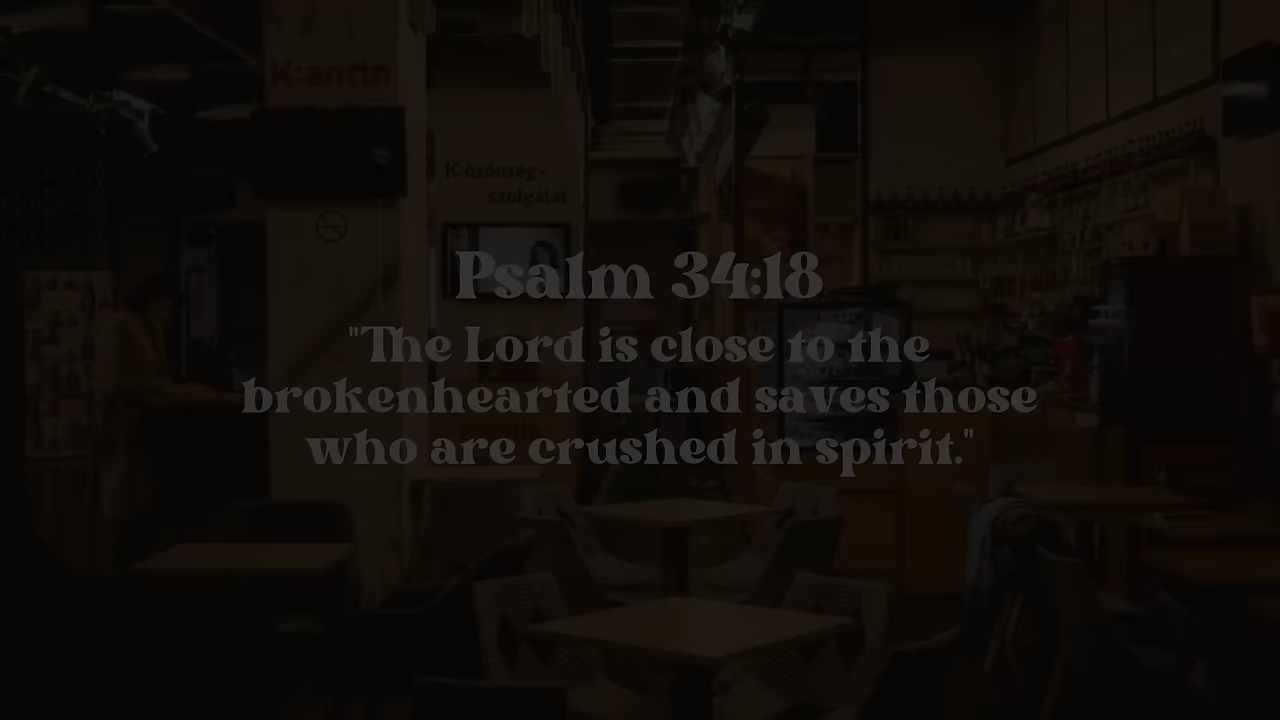 K:antin
K:özönség-
szolgálat
Psalm 34:18
"The Lord is close to the
brokenhearted and saves those
who are crushed in spirit."